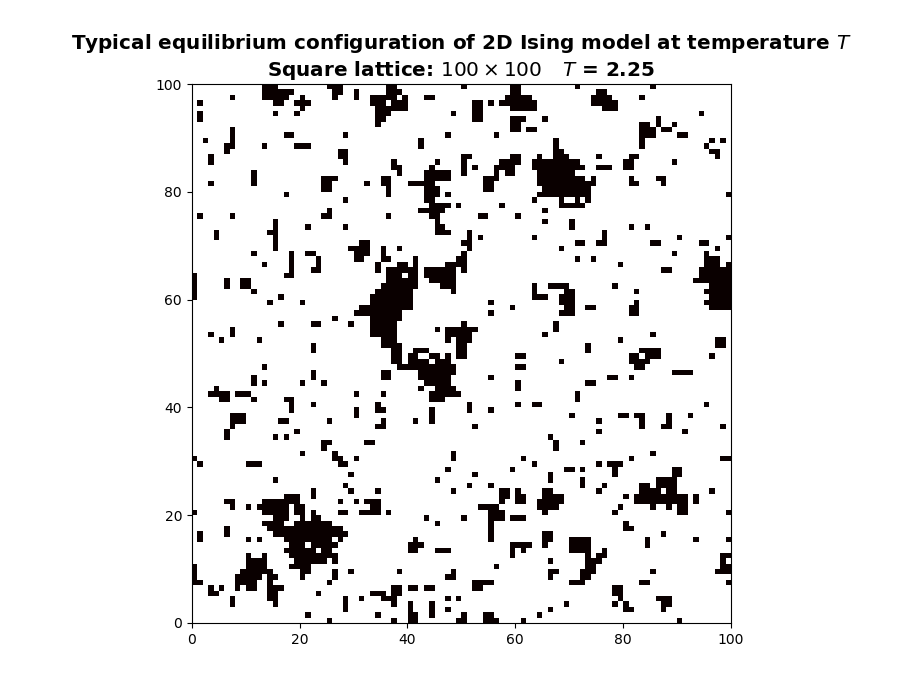 Typical equilibrium configuration of 2D Ising model at temperature T
Square lattice: 100 × 100 T = 2.25
100
80
60
40
20
0
0 20 40 60 80 100